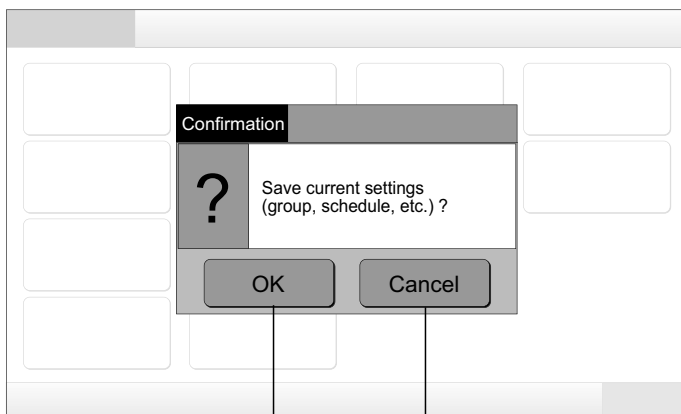 Confirmation
?
Save current settings
(group, schedule, etc.) ?
OK
Cancel